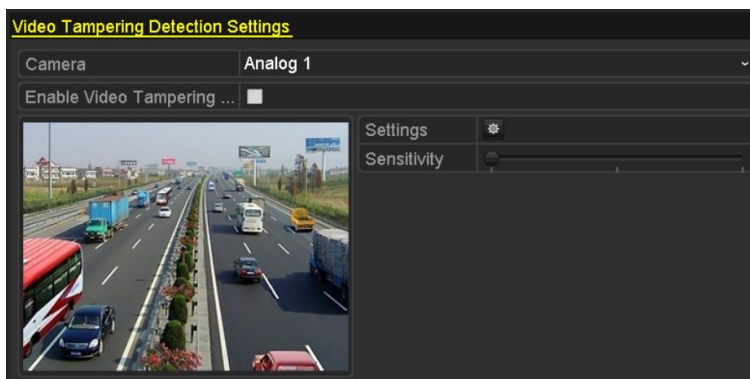 Video Tampering Detection Settings
Camera Analog 1
Enable Video Tampering ...
Settings
Sensitivity